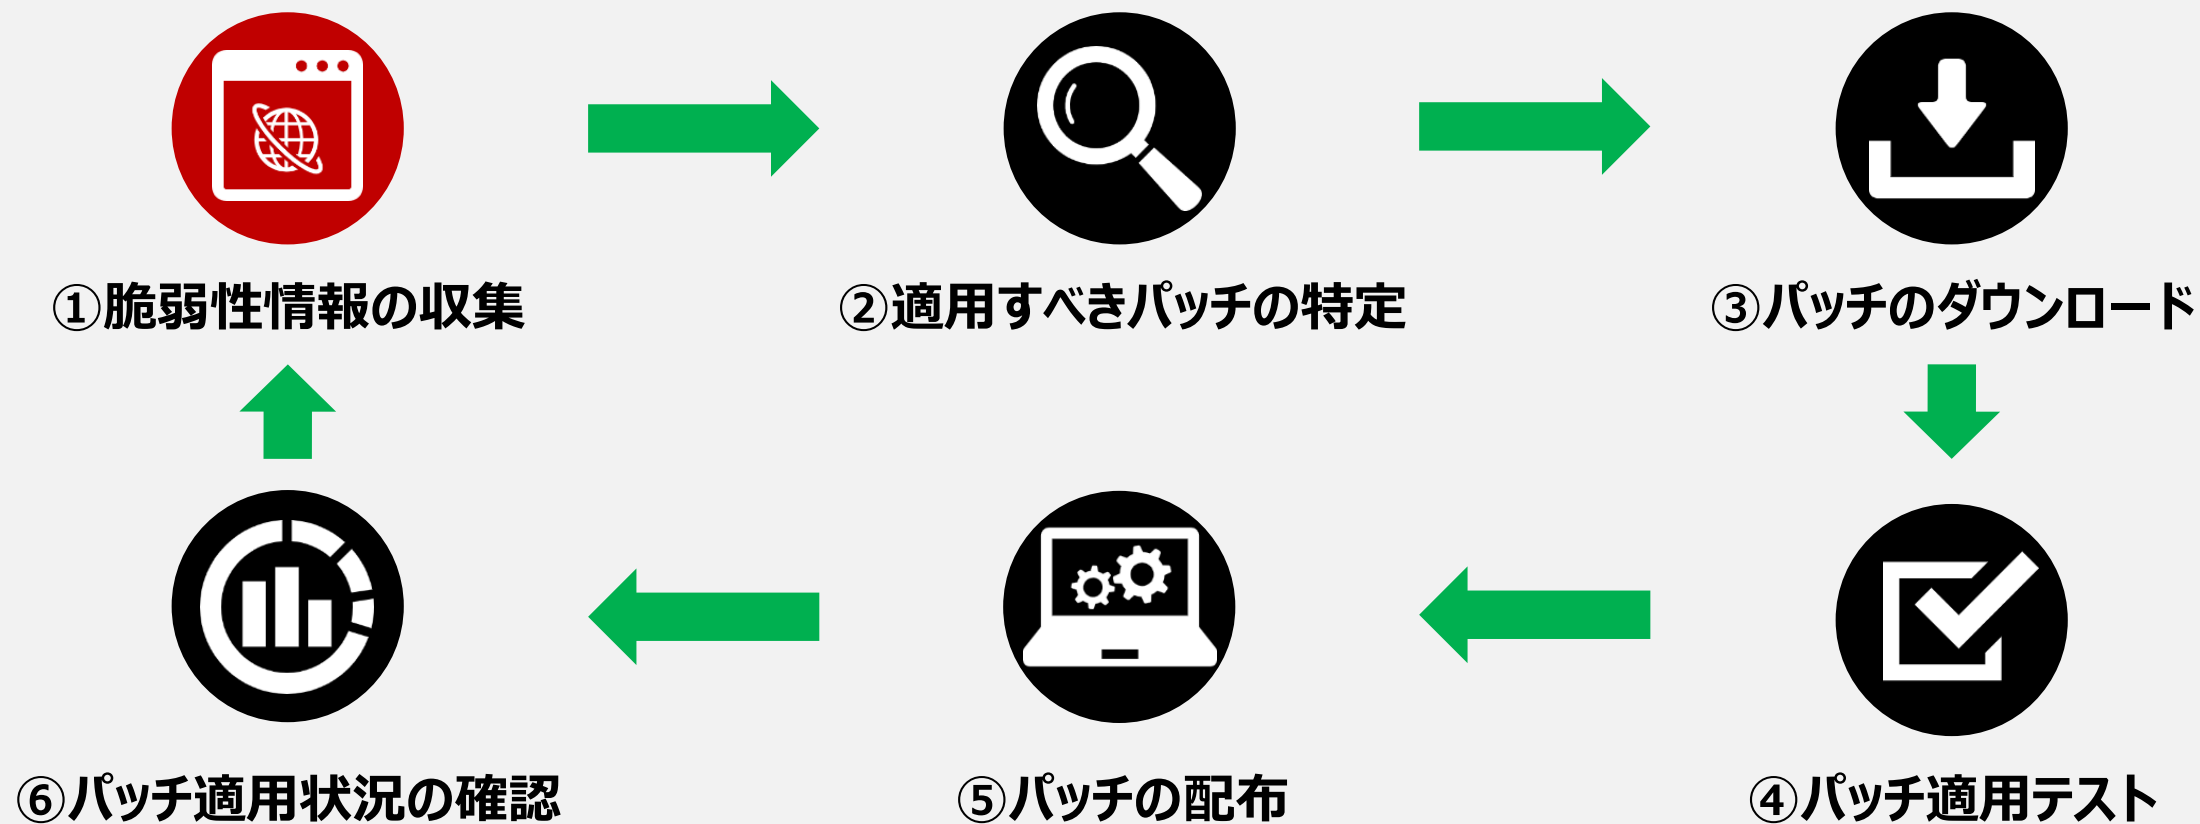 ①脆弱性情報の収集
②適用すべきパッチの特定
③パッチのダウンロード
④パッチ適用テスト
⑤パッチの配布
⑥パッチ適用状況の確認